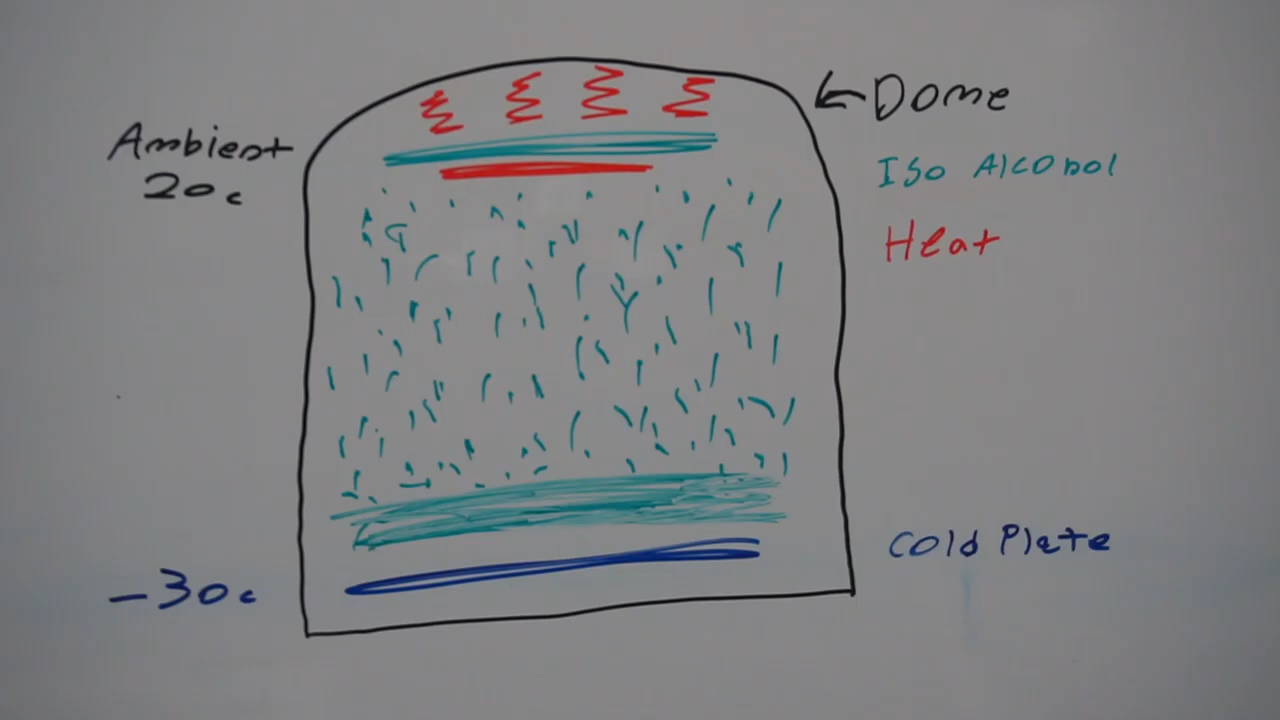 Dome
Ambient
20c
Iso Alcohol
Heat
Cold Plate
-30c